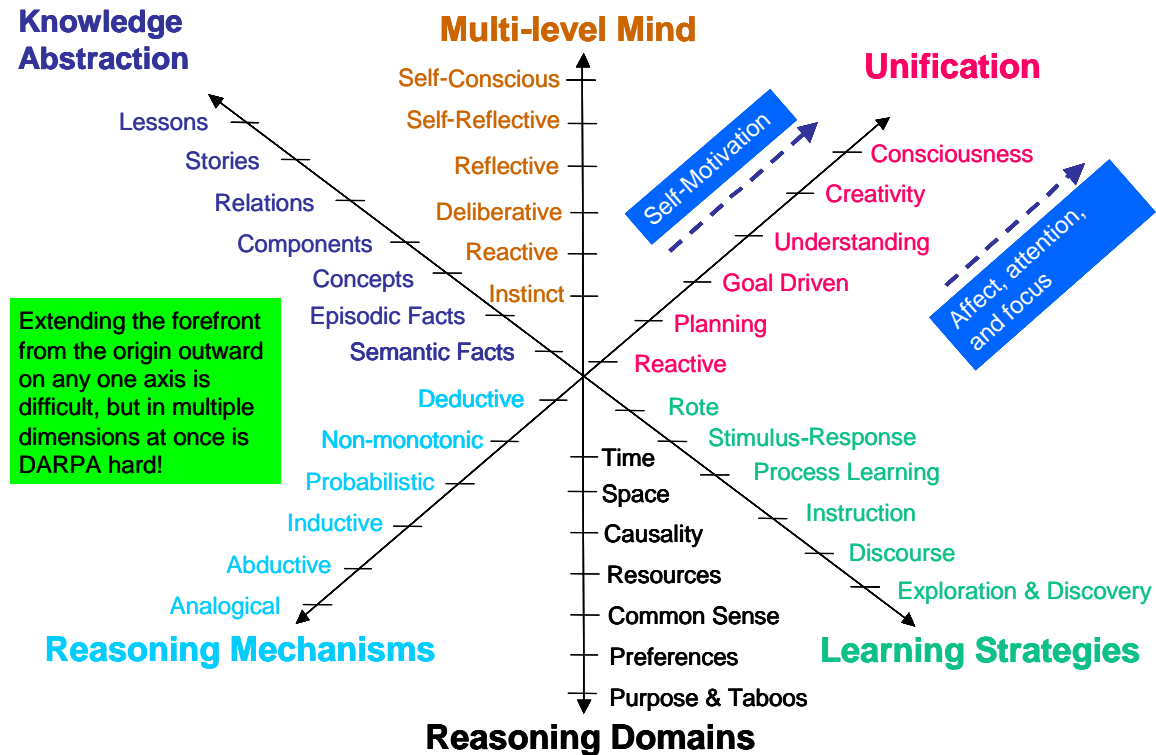 Knowledge
Abstraction
Lessons
Stories
Relations
Components
Concepts
Episodic Facts
Semantic Facts
Multi-level Mind
Self-Conscious
Self-Reflective
Reflective
Deliberative
Reactive
Instinct
Unification
Consciousness
Creativity
Understanding
Goal Driven
Planning
Reactive
Self-Motivation
Affect, attention,
and focus
Extending the forefront
from the origin outward
on any one axis is
difficult, but in multiple
dimensions at once is
DARPA hard!
Deductive
Non-monotonic
Probabilistic
Inductive
Abductive
Analogical
Reasoning Mechanisms
Time
Space
Causality
Resources
Common Sense
Preferences
Purpose & Taboos
Reasoning Domains
Rote
Stimulus-Response
Process Learning
Instruction
Discourse
Exploration & Discovery
Learning Strategies